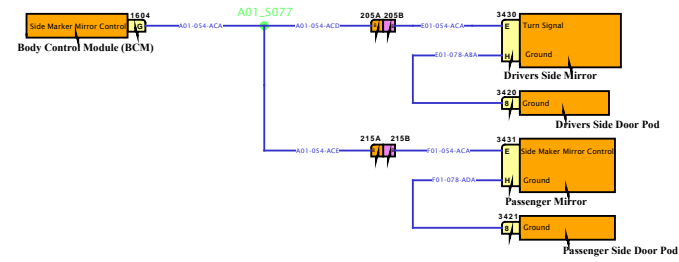 A01_S077
1604
Side Marker Mirror Control
G
A01-054-ACA
A01-054-ACD
205A 205B
E01-054-ACA
3430
E
Turn Signal
Body Control Module (BCM)
E01-078-ABA
H
Ground
Drivers Side Mirror
3420
8
Ground
Drivers Side Door Pod
215A 215B
3431
A01-054-ACE
F01-054-ACA
E
Side Maker Mirror Control
F01-078-ADA
H
Ground
Passenger Mirror
3421
8
Ground
Passenger Side Door Pod